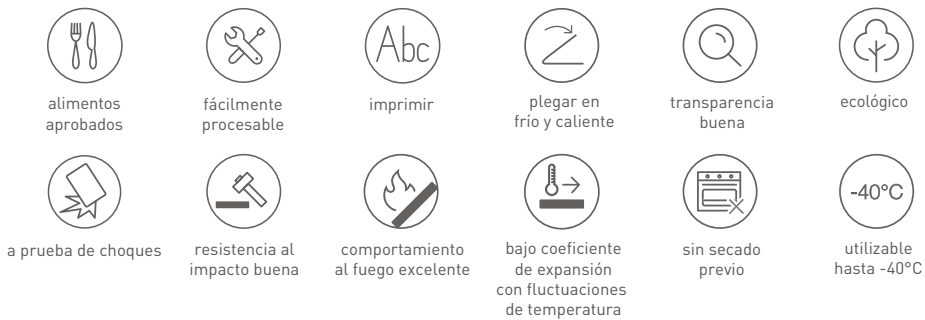 Abc
alimentos
aprobados
fácilmente
procesable
imprimir
plegar en
frío y caliente
transparencia
buena
ecológico
-40°C
a prueba de choques
resistencia al
impacto buena
comportamiento
al fuego excelente
bajo coeficiente
de expansión
con fluctuaciones
de temperatura
sin secado
previo
utilizable
hasta -40°C